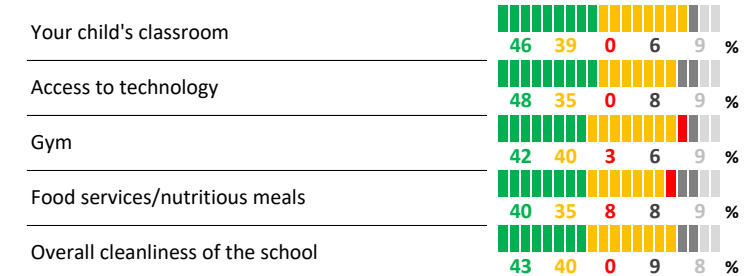 Your child's classroom
46 39 0 6 9 %
Access to technology
48 35 0 8 9 %
Gym
42 40 3 6 9 %
Food services/nutritious meals
40 35 8 8 9 %
Overall cleanliness of the school
43 40 0 9 8 %